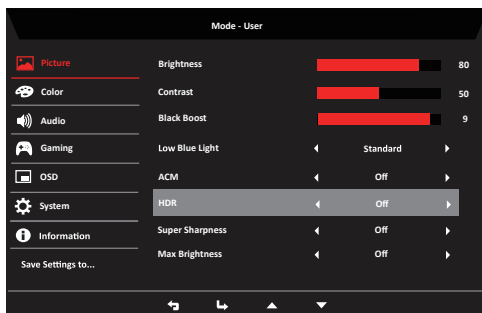 Mode - User
Picture
Brightness 80
Color
Contrast 50
Audio
Black Boost 9
Gaming
Low Blue Light Standard
OSD
ACM Off
System
HDR Off
Information
Super Sharpness Off
Save Settings to...
Max Brightness Off